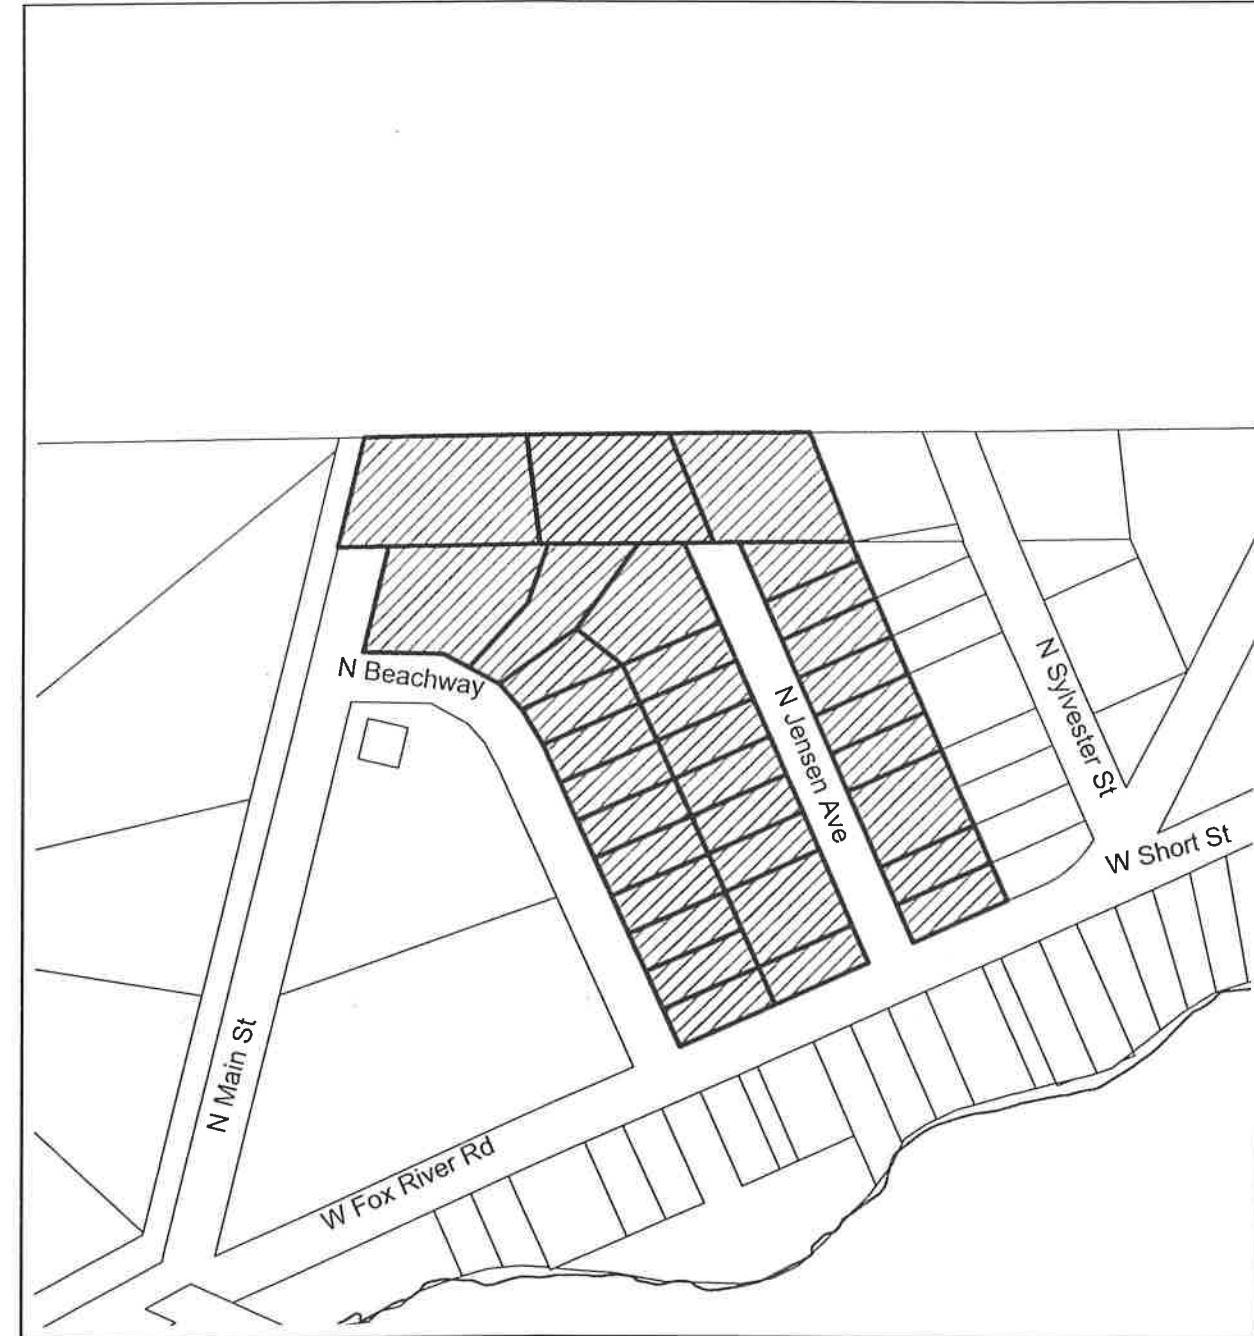 N Beachway
N Sylvester St
N Jensen Ave
W Short St
N Main St
W Fox River Rd